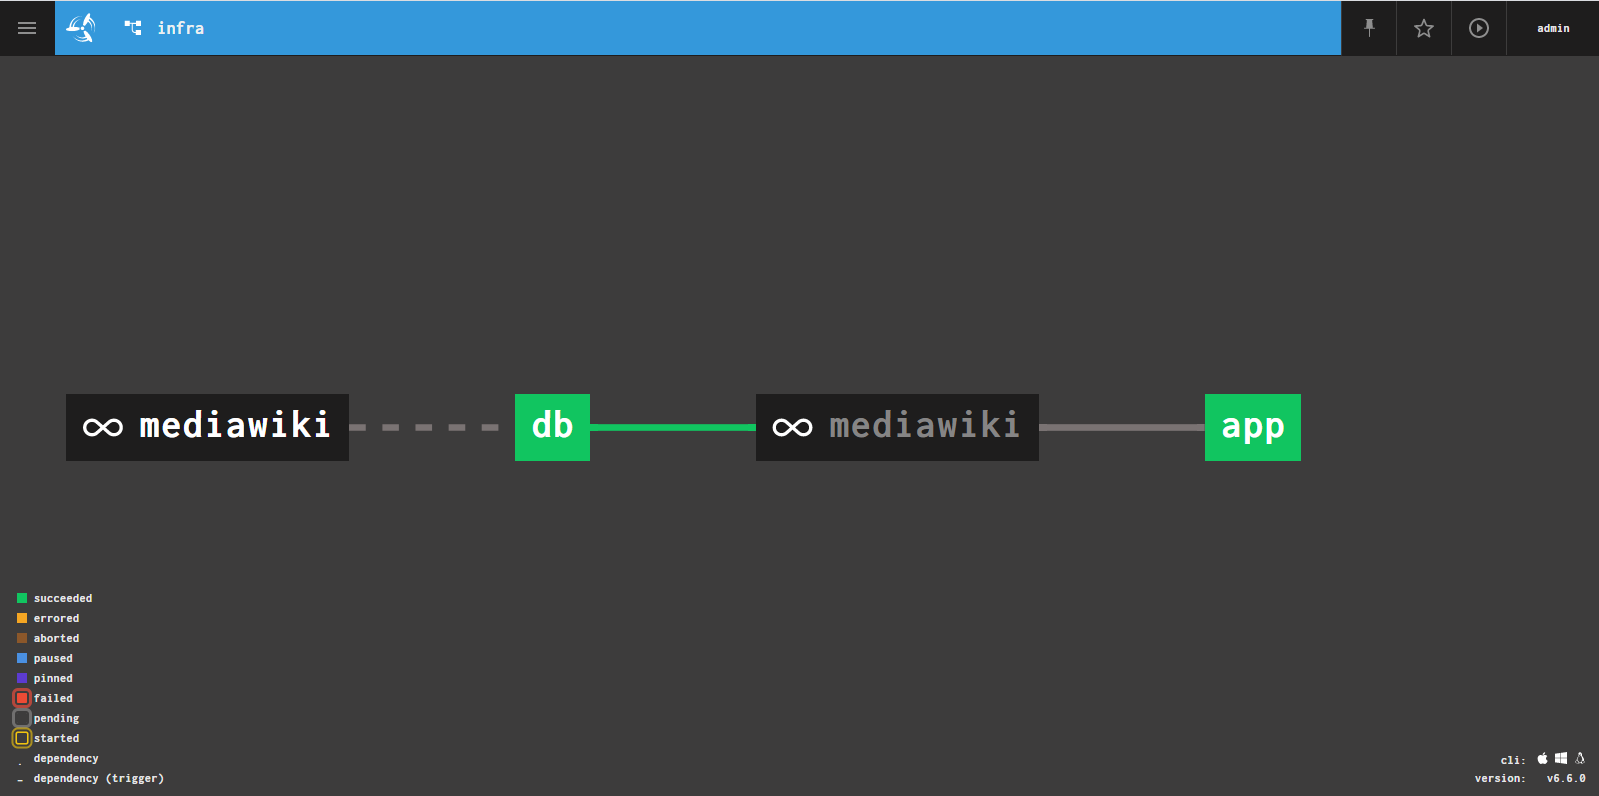 infra
admin
mediawiki
db
mediawiki
app
succeeded
errored
aborted
paused
pinned
failed
pending
started
dependency
dependency (trigger)
cli:
version: v6.6.0